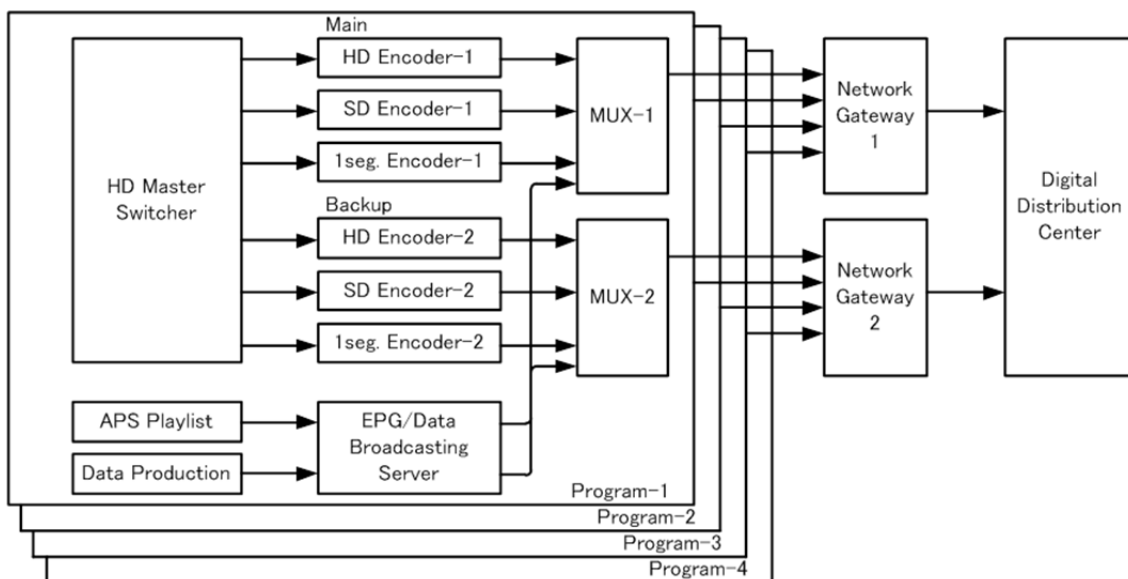 Main
HD Encoder-1
SD Encoder-1
1seg. Encoder-1
HD Master
Switcher
Backup
HD Encoder-2
SD Encoder-2
1seg. Encoder-2
MUX-1
MUX-2
APS Playlist
Data Production
EPG/Data
Broadcasting
Server
Program-1
Program-2
Program-3
Program-4
Network
Gateway
1
Network
Gateway
2
Digital
Distribution
Center